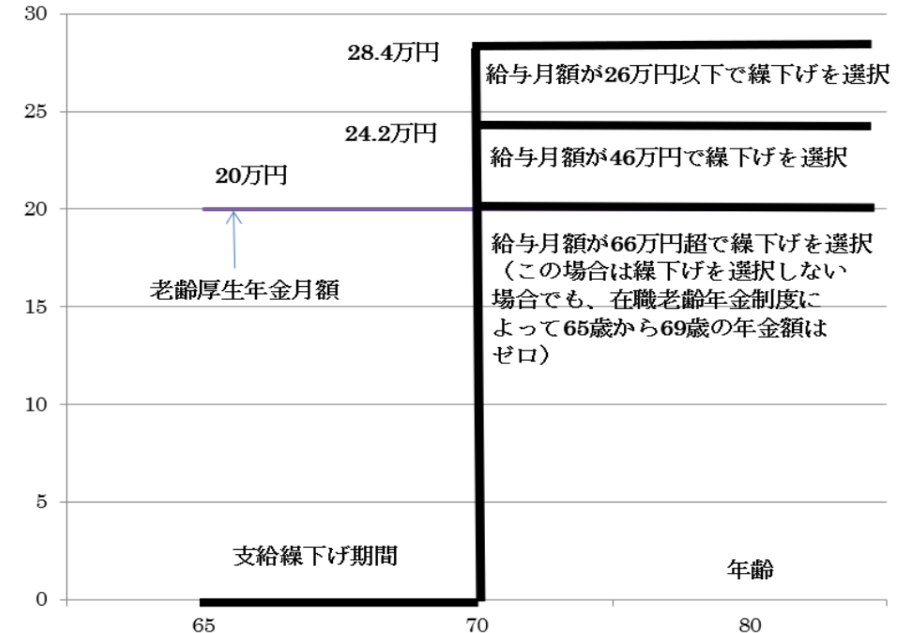 30
28.4万円
給与月額が26万円以下で繰下げを選択
25
24.2万円
給与月額が46万円で繰下げを選択
20万円
20
給与月額が66万円超で繰下げを選択
（この場合は繰下げを選択しない
場合でも、在職老齢年金制度に
よって65歳から69歳の年金額は
ゼロ）
老齢厚生年金月額
15
10
5
支給繰下げ期間
年齢
0
65
70
80